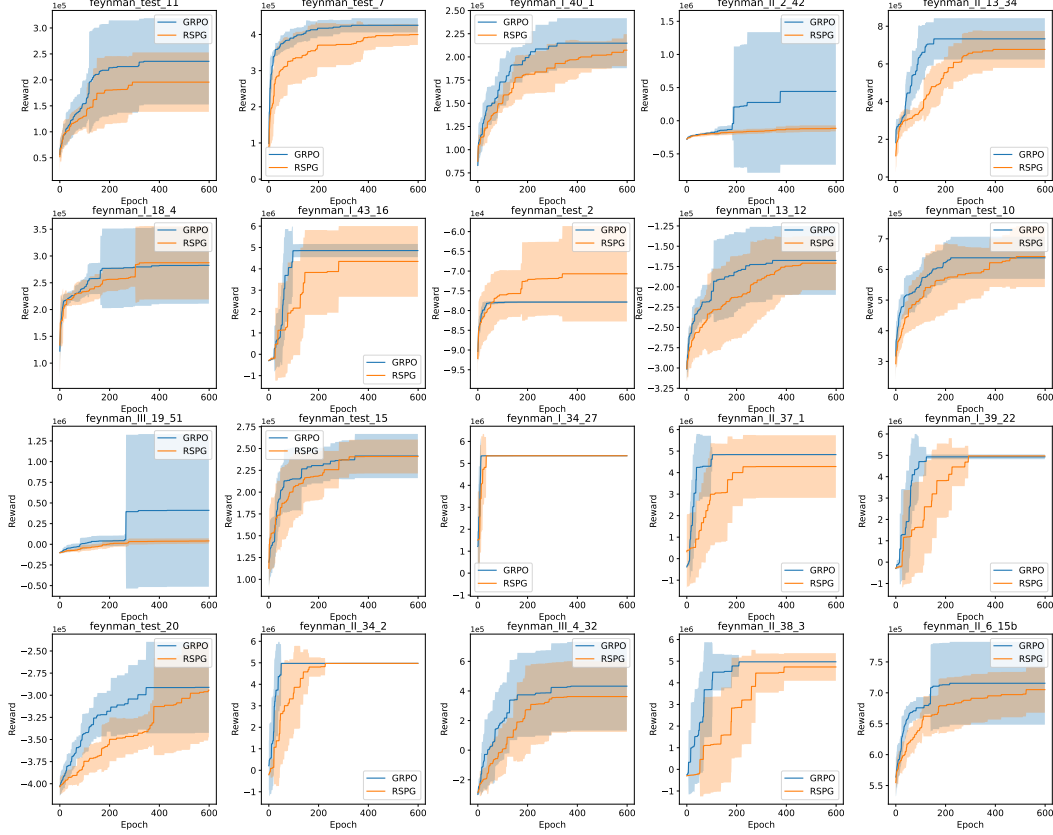 feynman_test_11
1e5
GRPO
RSPG
3.0
2.5
2.0
1.5
1.0
0.5
Reward
0 200 400 600
Epoch
feynman_test_7
1e5
4
3
2
1
0
Reward
GRPO
RSPG
0 200 400 600
Epoch
feynman_I_40_1
1e5
GRPO
RSPG
2.50
2.25
2.00
1.75
1.50
1.25
1.00
0.75
Reward
0 200 400 600
Epoch
feynman_II_2_42
1e6
GRPO
RSPG
1.5
1.0
0.5
0.0
−0.5
Reward
0 200 400 600
Epoch
feynman_II_13_34
1e5
GRPO
RSPG
8
6
4
2
0
Reward
0 200 400 600
Epoch
feynman_I_18_4
1e5
GRPO
RSPG
3.5
3.0
2.5
2.0
1.5
1.0
Reward
0 200 400 600
Epoch
feynman_I_43_16
1e6
6
5
4
3
2
1
0
−1
Reward
GRPO
RSPG
0 200 400 600
Epoch
feynman_test_2
1e4
GRPO
RSPG
−6.0
−6.5
−7.0
−7.5
−8.0
−8.5
−9.0
−9.5
Reward
0 200 400 600
Epoch
feynman_I_13_12
1e5
GRPO
RSPG
−1.25
−1.50
−1.75
−2.00
−2.25
−2.50
−2.75
−3.00
−3.25
Reward
0 200 400 600
Epoch
feynman_test_10
1e5
GRPO
RSPG
7
6
5
4
3
Reward
0 200 400 600
Epoch
feynman_III_19_51
1e6
GRPO
RSPG
1.25
1.00
0.75
0.50
0.25
0.00
−0.25
−0.50
Reward
0 200 400 600
Epoch
feynman_test_15
1e5
GRPO
RSPG
2.75
2.50
2.25
2.00
1.75
1.50
1.25
1.00
Reward
0 200 400 600
Epoch
feynman_I_34_27
1e6
6
5
4
3
2
1
0
−1
Reward
GRPO
RSPG
0 200 400 600
Epoch
feynman_II_37_1
1e6
6
5
4
3
2
1
0
−1
Reward
GRPO
RSPG
0 200 400 600
Epoch
feynman_I_39_22
1e6
6
5
4
3
2
1
0
−1
Reward
GRPO
RSPG
0 200 400 600
Epoch
feynman_test_20
1e5
GRPO
RSPG
−2.50
−2.75
−3.00
−3.25
−3.50
−3.75
−4.00
Reward
0 200 400 600
Epoch
feynman_II_34_2
1e6
6
5
4
3
2
1
0
−1
Reward
GRPO
RSPG
0 200 400 600
Epoch
feynman_III_4_32
1e5
GRPO
RSPG
6
4
2
0
−2
Reward
0 200 400 600
Epoch
feynman_II_38_3
1e6
6
5
4
3
2
1
0
−1
Reward
GRPO
RSPG
0 200 400 600
Epoch
feynman_II_6_15b
1e5
GRPO
RSPG
7.5
7.0
6.5
6.0
5.5
Reward
0 200 400 600
Epoch